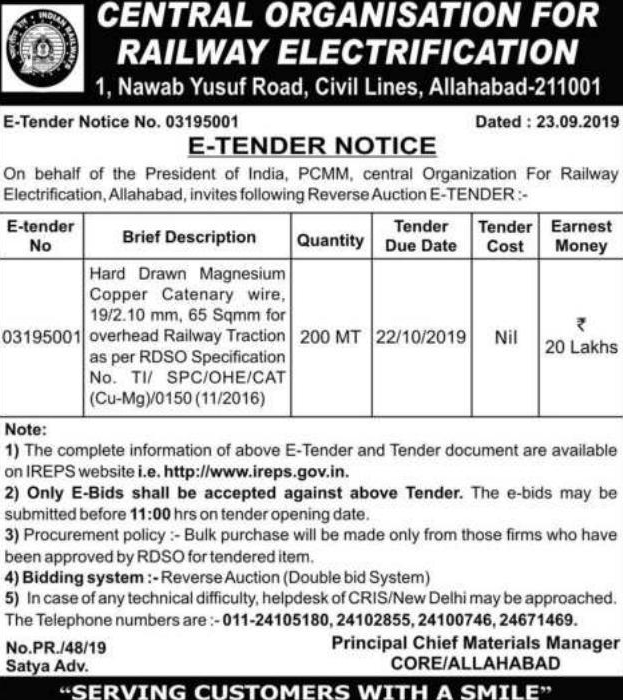 CENTRAL ORGANISATION FOR
RAILWAY ELECTRIFICATION
1, Nawab Yusuf Road, Civil Lines, Allahabad-211001
E-Tender Notice No. 03195001 Dated : 23.09.2019
E-TENDER NOTICE
On behalf of the President of India, PCMM, central Organization For Railway
Electrification, Allahabad, invites following Reverse Auction E-TENDER :-
E-tender No
Brief Description
Quantity
Tender Due Date
Tender Cost
Earnest Money
03195001
Hard Drawn Magnesium
Copper Catenary wire,
19/2.10 mm, 65 Sqmm for
overhead Railway Traction
as per RDSO Specification
No. TI/ SPC/OHE/CAT
(Cu-Mg)/0150 (11/2016)
200 MT
22/10/2019
Nil
₹
20 Lakhs
Note:
1) The complete information of above E-Tender and Tender document are available
on IREPS website i.e. http://www.ireps.gov.in.
2) Only E-Bids shall be accepted against above Tender. The e-bids may be
submitted before 11:00 hrs on tender opening date.
3) Procurement policy :- Bulk purchase will be made only from those firms who have
been approved by RDSO for tendered item.
4) Bidding system :- Reverse Auction (Double bid System)
5) In case of any technical difficulty, helpdesk of CRIS/New Delhi may be approached.
The Telephone numbers are :- 011-24105180, 24102855, 24100746, 24671469.
No.PR./48/19
Satya Adv.
Principal Chief Materials Manager
CORE/ALLAHABAD
"SERVING CUSTOMERS WITH A SMILE"